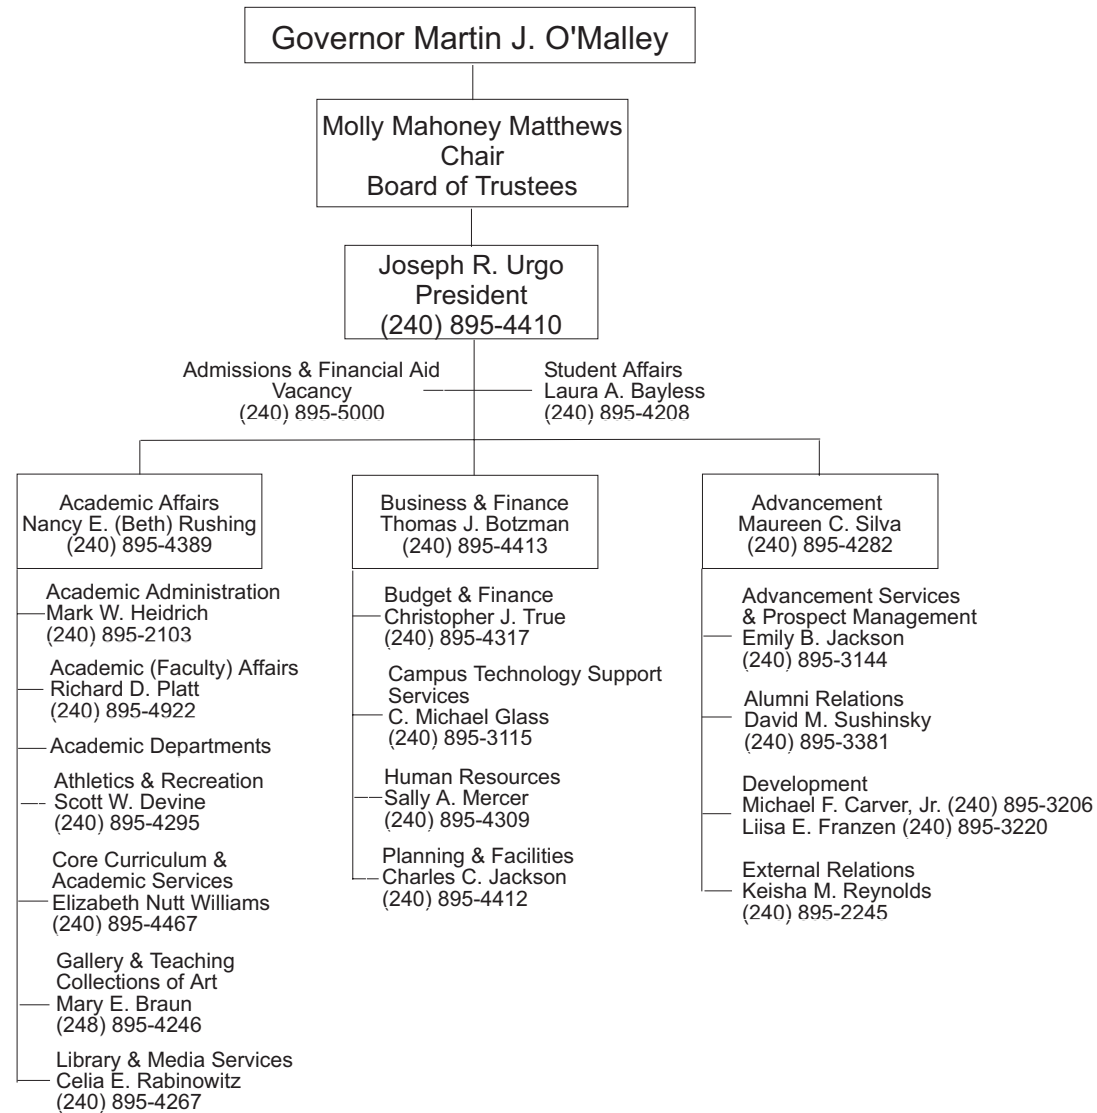 Governor Martin J. O'Malley
Molly Mahoney Matthews
Chair
Board of Trustees
Joseph R. Urgo
President
(240) 895-4410
Admissions & Financial Aid
Vacancy
(240) 895-5000
Student Affairs
Laura A. Bayless
(240) 895-4208
Academic Affairs
Nancy E. (Beth) Rushing
(240) 895-4389
Academic Administration
Mark W. Heidrich
(240) 895-2103
Academic (Faculty) Affairs
Richard D. Platt
(240) 895-4922
Academic Departments
Athletics & Recreation
Scott W. Devine
(240) 895-4295
Core Curriculum &
Academic Services
Elizabeth Nutt Williams
(240) 895-4467
Gallery & Teaching
Collections of Art
Mary E. Braun
(248) 895-4246
Library & Media Services
Celia E. Rabinowitz
(240) 895-4267
Business & Finance
Thomas J. Botzman
(240) 895-4413
Budget & Finance
Christopher J. True
(240) 895-4317
Campus Technology Support
Services
C. Michael Glass
(240) 895-3115
Human Resources
Sally A. Mercer
(240) 895-4309
Planning & Facilities
Charles C. Jackson
(240) 895-4412
Advancement
Maureen C. Silva
(240) 895-4282
Advancement Services
& Prospect Management
Emily B. Jackson
(240) 895-3144
Alumni Relations
David M. Sushinsky
(240) 895-3381
Development
Michael F. Carver, Jr. (240) 895-3206
Liisa E. Franzen (240) 895-3220
External Relations
Keisha M. Reynolds
(240) 895-2245